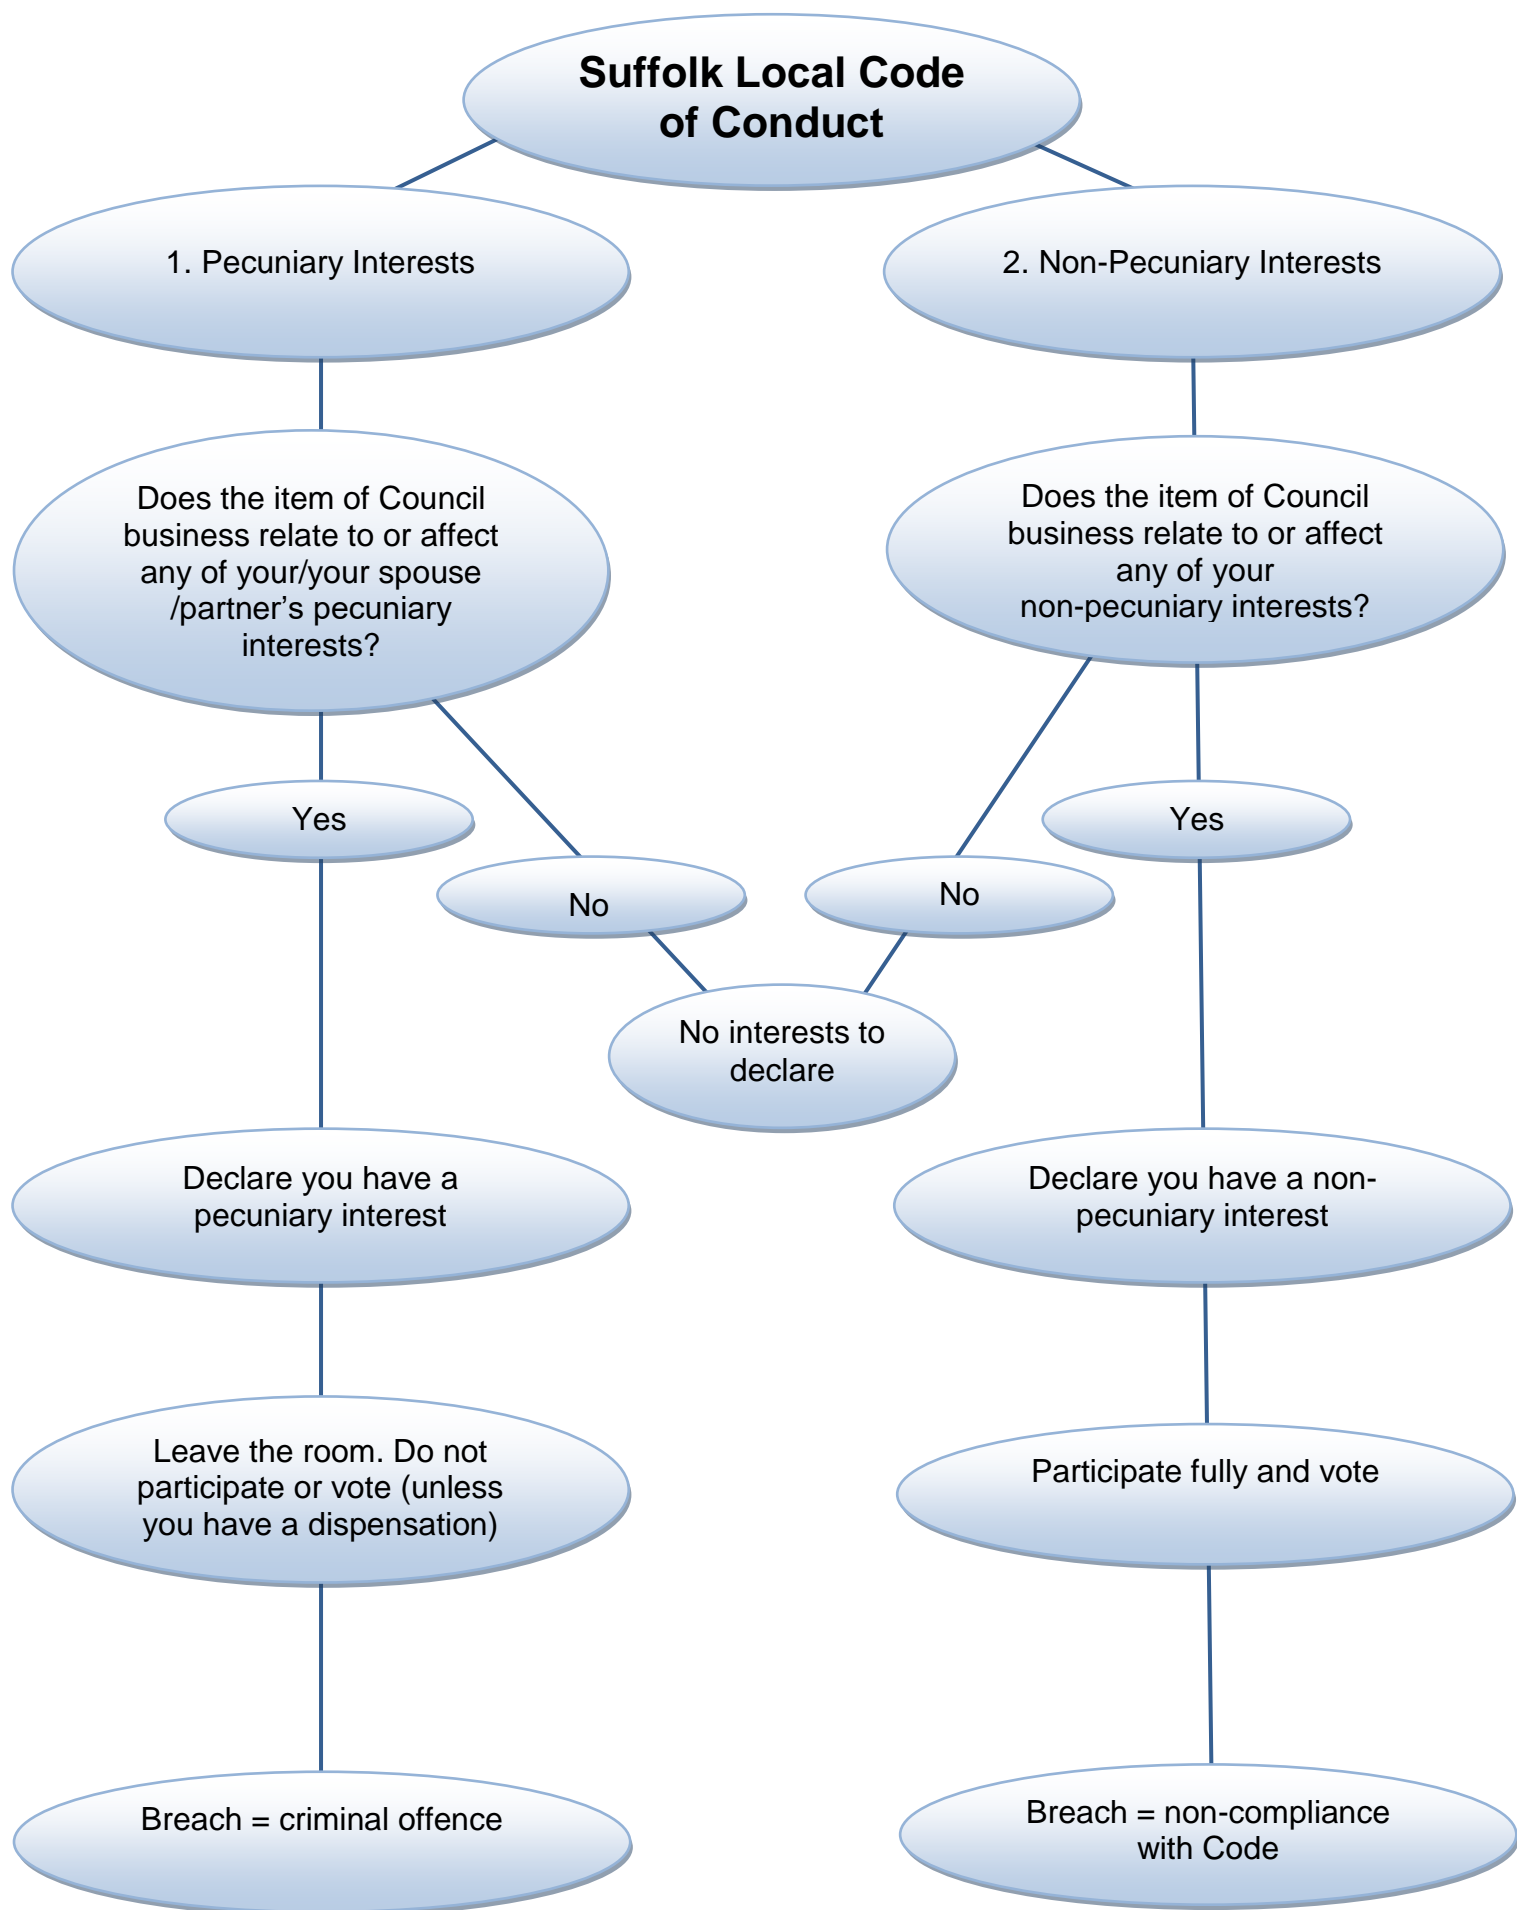 Suffolk Local Code
of Conduct
1. Pecuniary Interests
2. Non-Pecuniary Interests
Does the item of Council
business relate to or affect
any of your/your spouse
/partner’s pecuniary
interests?
Does the item of Council
business relate to or affect
any of your
non-pecuniary interests?
Yes
No
No
Yes
No interests to
declare
Declare you have a
pecuniary interest
Declare you have a non-
pecuniary interest
Leave the room. Do not
participate or vote (unless
you have a dispensation)
Participate fully and vote
Breach = criminal offence
Breach = non-compliance
with Code